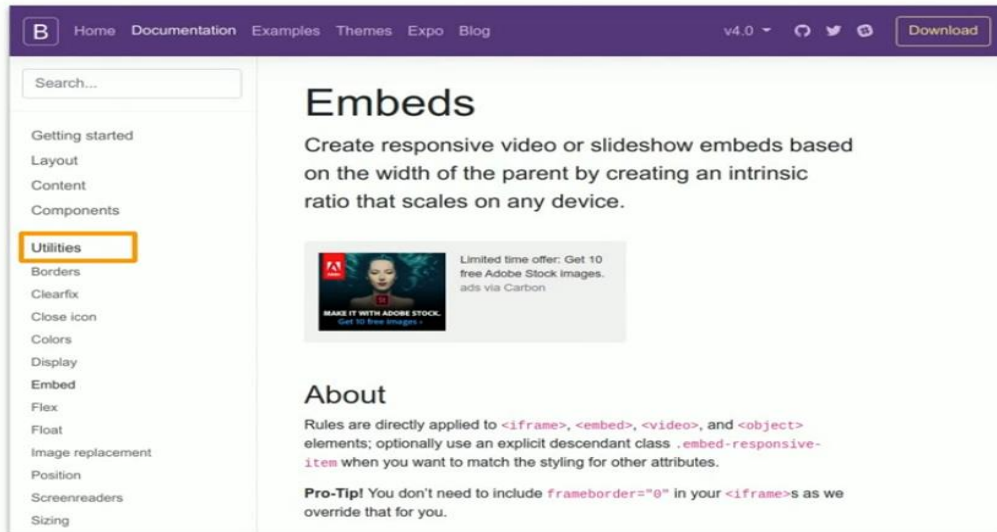 B Home Documentation Examples Themes Expo Blog v4.0 Download
Search...
Getting started
Layout
Content
Components
Utilities
Borders
Clearfix
Close icon
Colors
Display
Embed
Flex
Float
Image replacement
Position
Screenreaders
Sizing
Embeds
Create responsive video or slideshow embeds based
on the width of the parent by creating an intrinsic
ratio that scales on any device.
Adobe
St
MAKE IT WITH ADOBE STOCK.
Get 10 free images ›
Limited time offer: Get 10
free Adobe Stock images.
ads via Carbon
About
Rules are directly applied to <iframe>, <embed>, <video>, and <object>
elements; optionally use an explicit descendant class .embed-responsive-
item when you want to match the styling for other attributes.
Pro-Tip! You don't need to include frameborder="0" in your <iframe>s as we
override that for you.